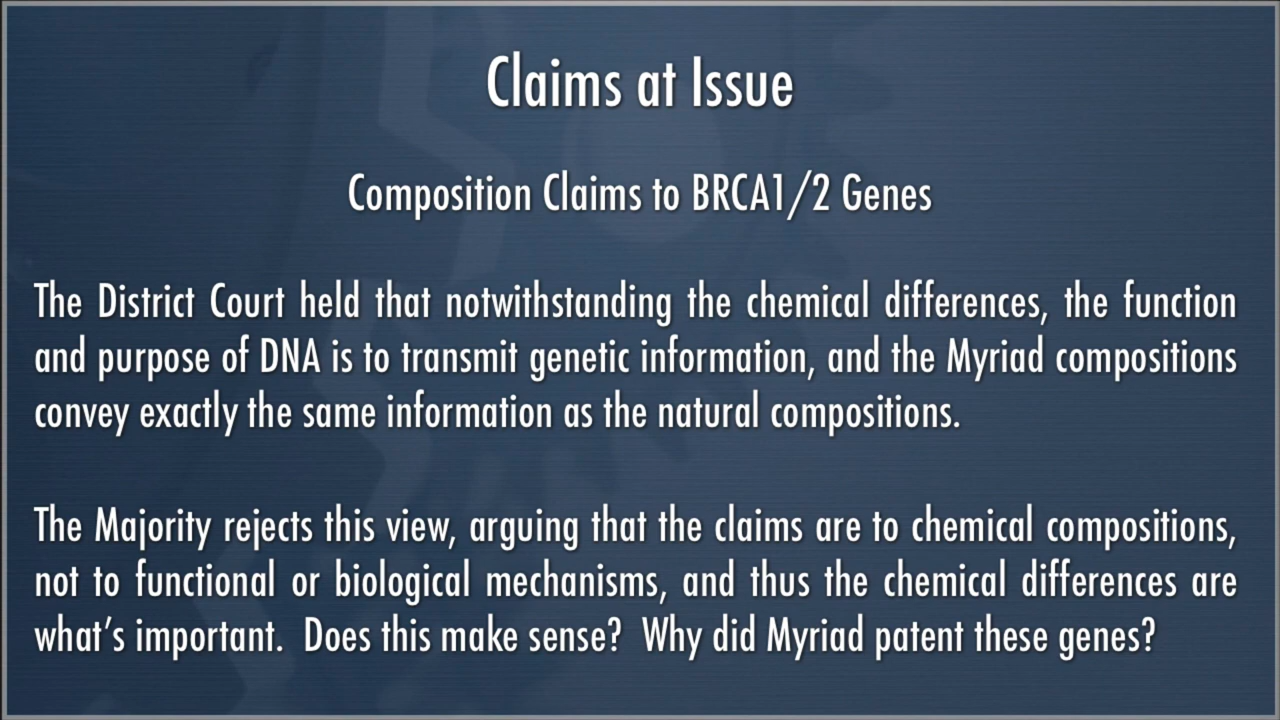 Claims at Issue
Composition Claims to BRCA1/2 Genes
The District Court held that notwithstanding the chemical differences, the function
and purpose of DNA is to transmit genetic information, and the Myriad compositions
convey exactly the same information as the natural compositions.
The Majority rejects this view, arguing that the claims are to chemical compositions,
not to functional or biological mechanisms, and thus the chemical differences are
what’s important. Does this make sense? Why did Myriad patent these genes?